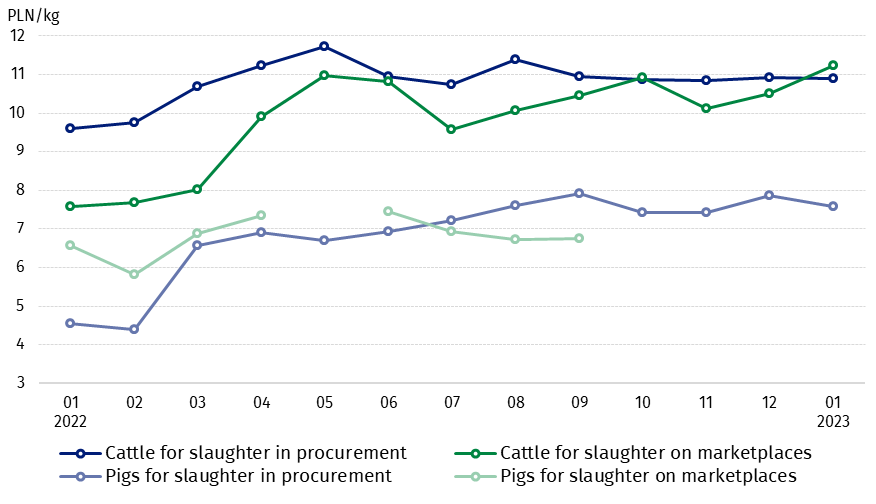 PLN/kg
12
11
10
9
8
7
6
5
4
3
01 02 03 04 05 06 07 08 09 10 11 12 01
2022 2023
Cattle for slaughter in procurement Cattle for slaughter on marketplaces
Pigs for slaughter in procurement Pigs for slaughter on marketplaces